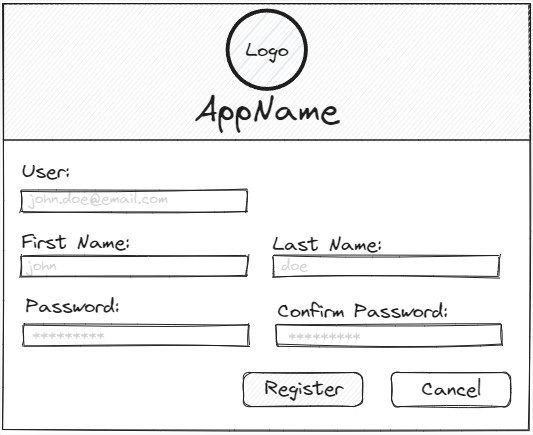 Logo
AppName
User:
john.doe@email.com
First Name: Last Name:
john doe
Password: Confirm Password:
********* *********
Register Cancel